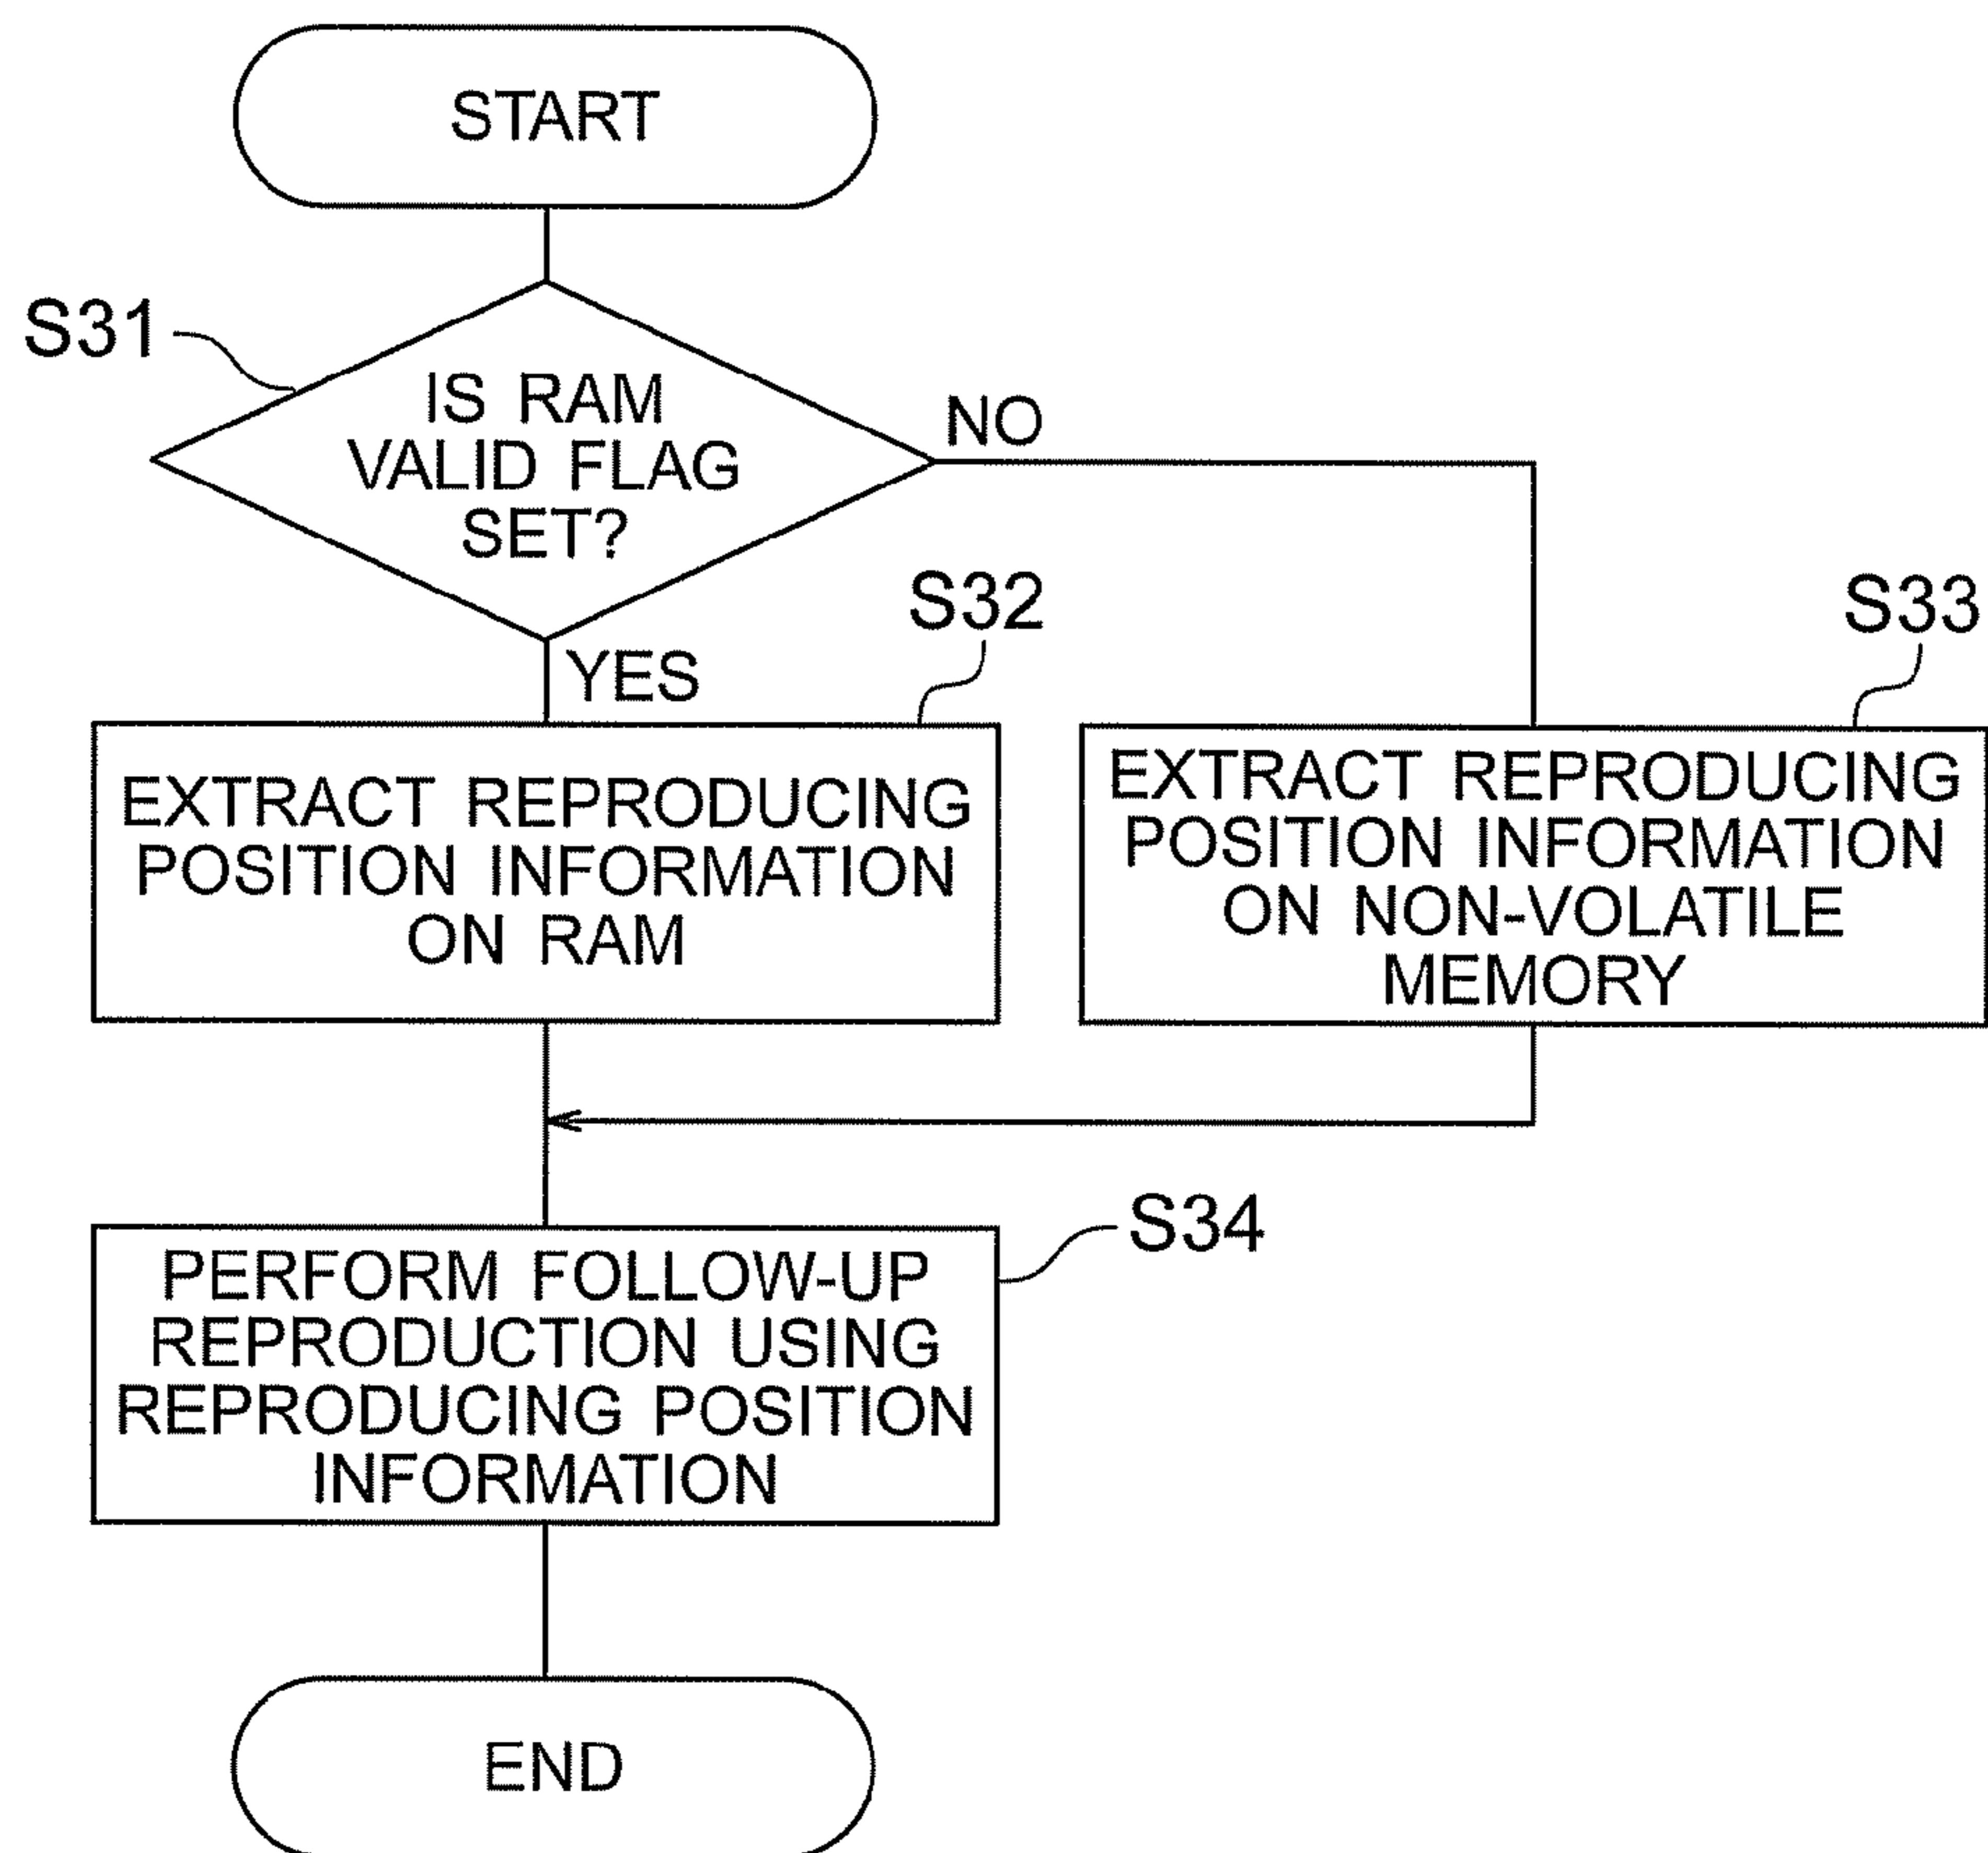 START
S31
IS RAM
VALID FLAG
SET?
NO
YES
S32
EXTRACT REPRODUCING
POSITION INFORMATION
ON RAM
S33
EXTRACT REPRODUCING
POSITION INFORMATION
ON NON-VOLATILE
MEMORY
S34
PERFORM FOLLOW-UP
REPRODUCTION USING
REPRODUCING POSITION
INFORMATION
END